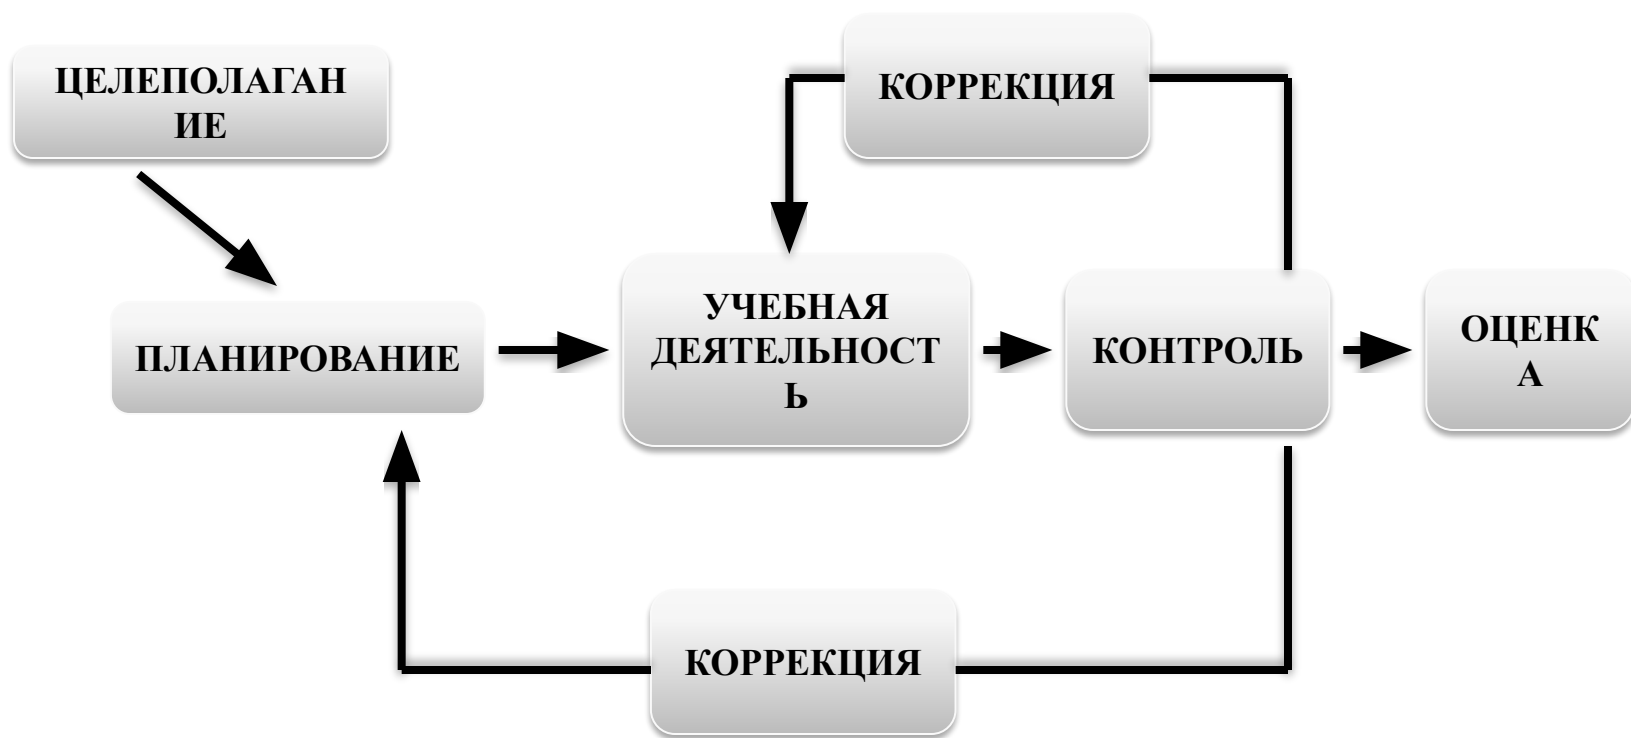 ЦЕЛЕПОЛАГАН
ИЕ
КОРРЕКЦИЯ
ПЛАНИРОВАНИЕ
УЧЕБНАЯ
ДЕЯТЕЛЬНОСТ
Ь
КОНТРОЛЬ
ОЦЕНК
А
КОРРЕКЦИЯ